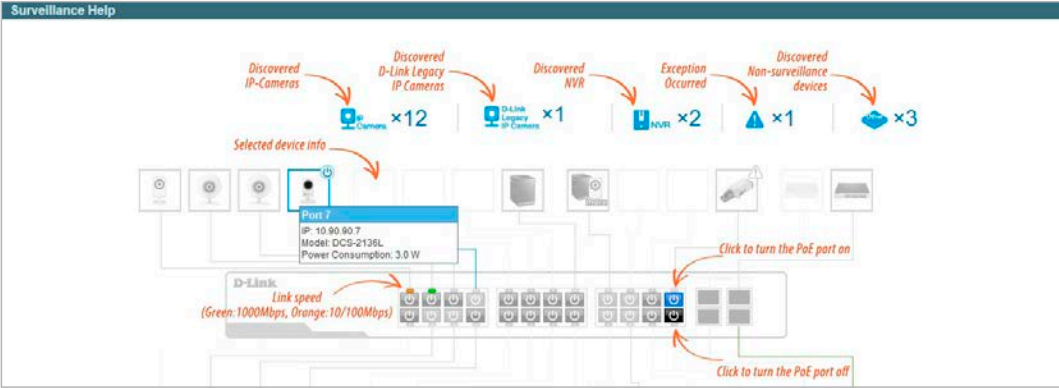 Surveillance Help
Discovered
IP-Cameras
Discovered
D-Link Legacy
IP Cameras
Discovered
NVR
Exception
Occurred
Discovered
Non-surveillance
devices
IP
Camera
×12
D-Link
Legacy
IP Camera
×1
NVR
×2
×1
Other
×3
Selected device info
Port 7
IP: 10.90.90.7
Model: DCS-2136L
Power Consumption: 3.0 W
Click to turn the PoE port on
D-Link
Link speed
(Green:1000Mbps, Orange:10/100Mbps)
Click to turn the PoE port off